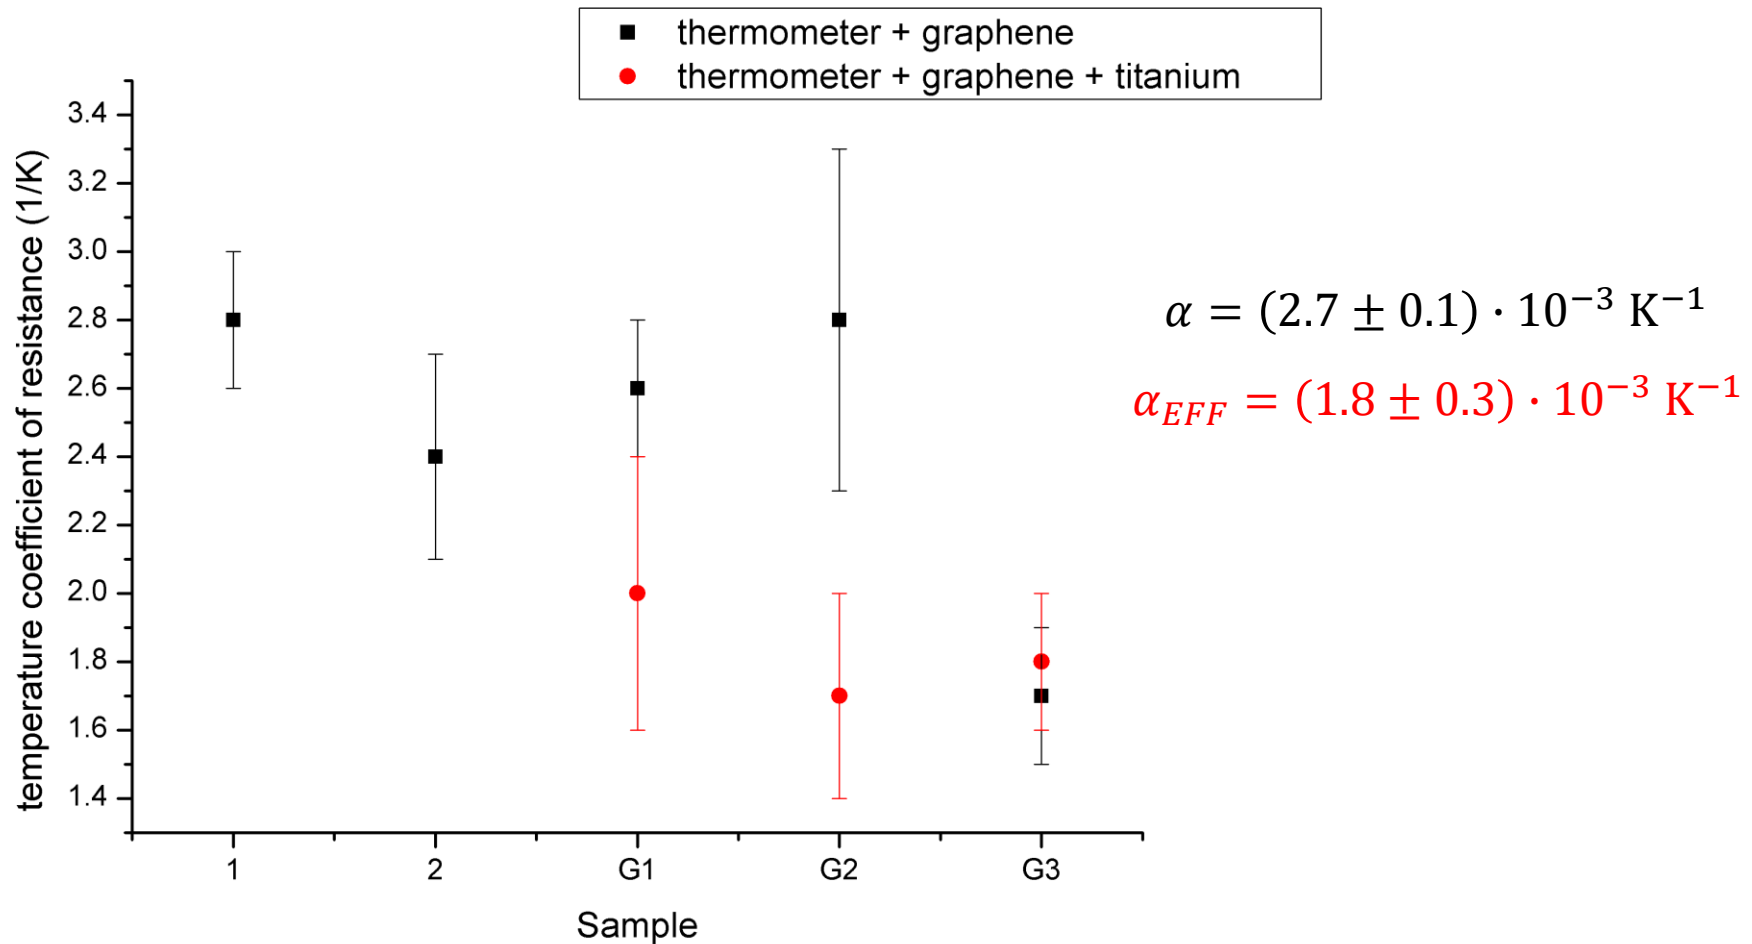 thermometer + graphene
thermometer + graphene + titanium
temperature coefficient of resistance (1/K)
3.4
3.2
3.0
2.8
2.6
2.4
2.2
2.0
1.8
1.6
1.4
1
2
G1
G2
G3
Sample
α = (2.7 ± 0.1) · 10⁻³ K⁻¹
α_EFF = (1.8 ± 0.3) · 10⁻³ K⁻¹